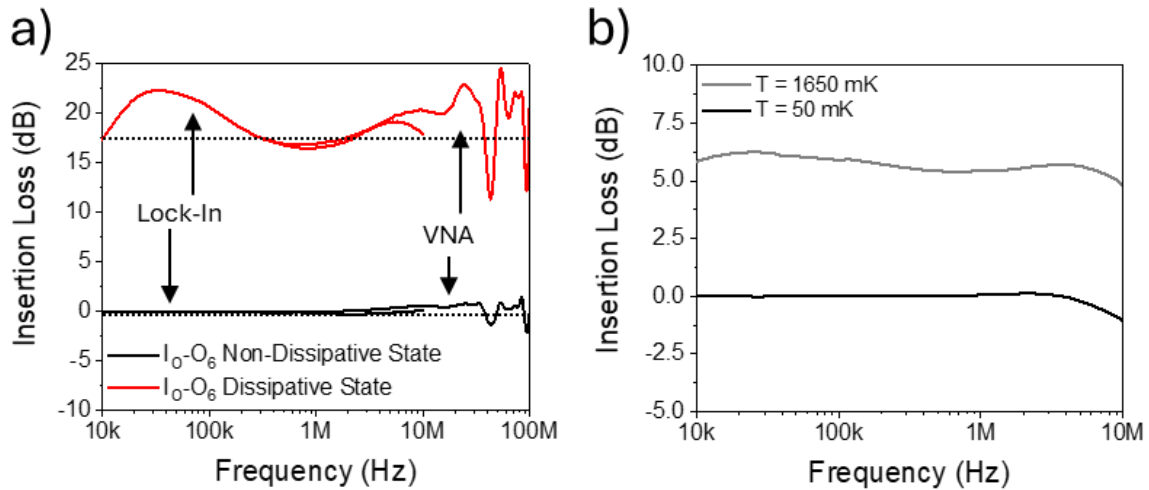 a)
Insertion Loss (dB)
25
20
15
10
5
0
-5
-10
Lock-In
VNA
I₀-O₆ Non-Dissipative State
I₀-O₆ Dissipative State
10k
100k
1M
10M
100M
Frequency (Hz)
b)
Insertion Loss (dB)
10.0
7.5
5.0
2.5
0.0
-2.5
-5.0
T = 1650 mK
T = 50 mK
10k
100k
1M
10M
Frequency (Hz)